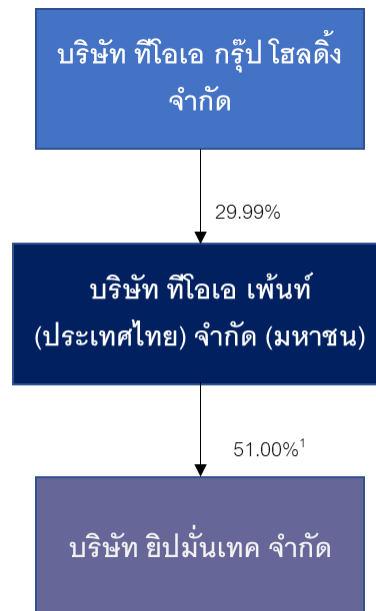 บริษัท ทีโอเอ กรุ๊ป โฮลดิ้ง
จำกัด
29.99%
บริษัท ทีโอเอ เพ้นท์
(ประเทศไทย) จำกัด (มหาชน)
51.00%¹
บริษัท ยิปมั่นเทค จำกัด